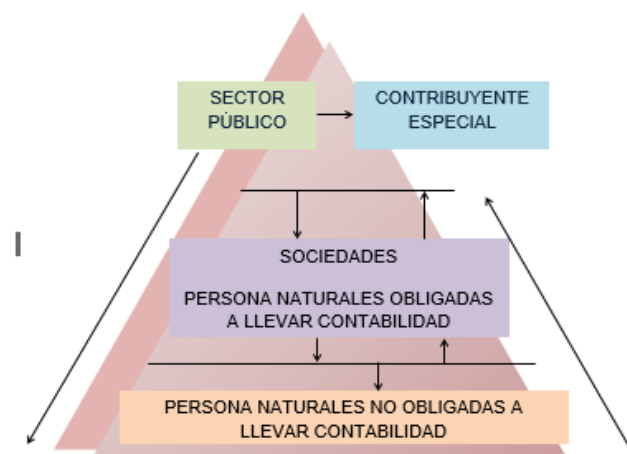 SECTOR
PÚBLICO
CONTRIBUYENTE
ESPECIAL
SOCIEDADES
PERSONA NATURALES OBLIGADAS
A LLEVAR CONTABILIDAD
PERSONA NATURALES NO OBLIGADAS A
LLEVAR CONTABILIDAD